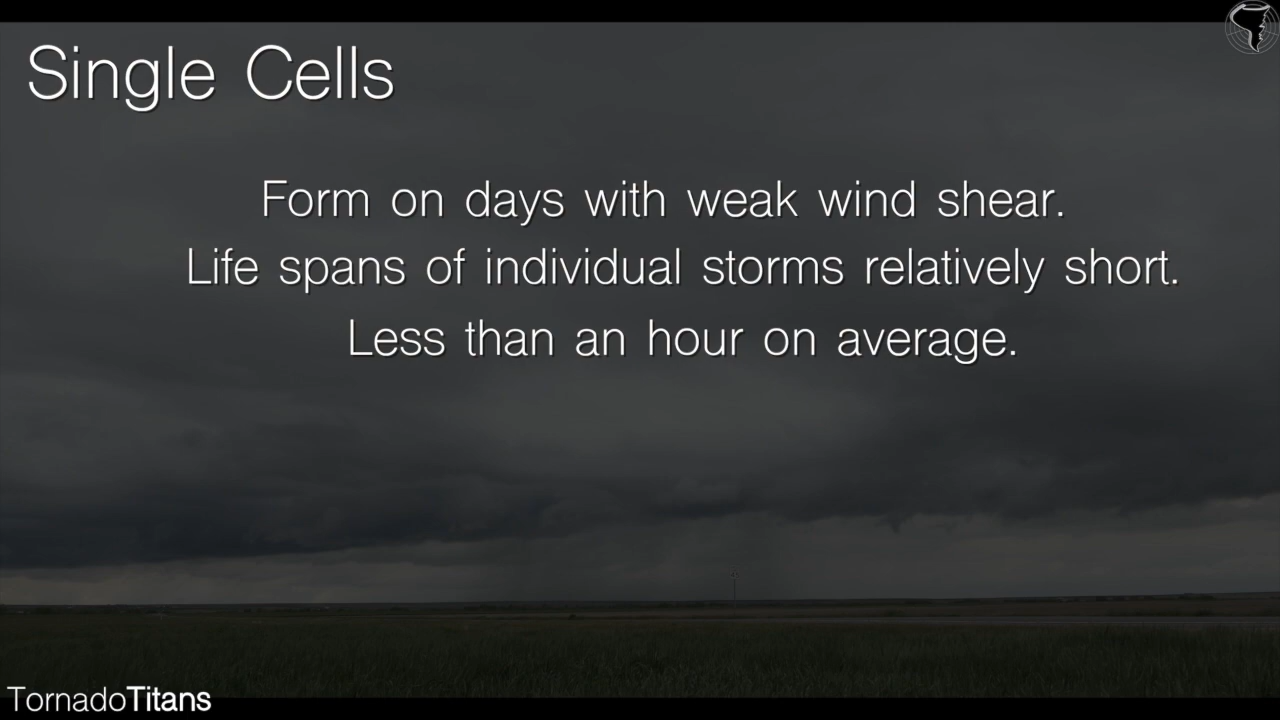 Single Cells
Form on days with weak wind shear.
Life spans of individual storms relatively short.
Less than an hour on average.
TornadoTitans